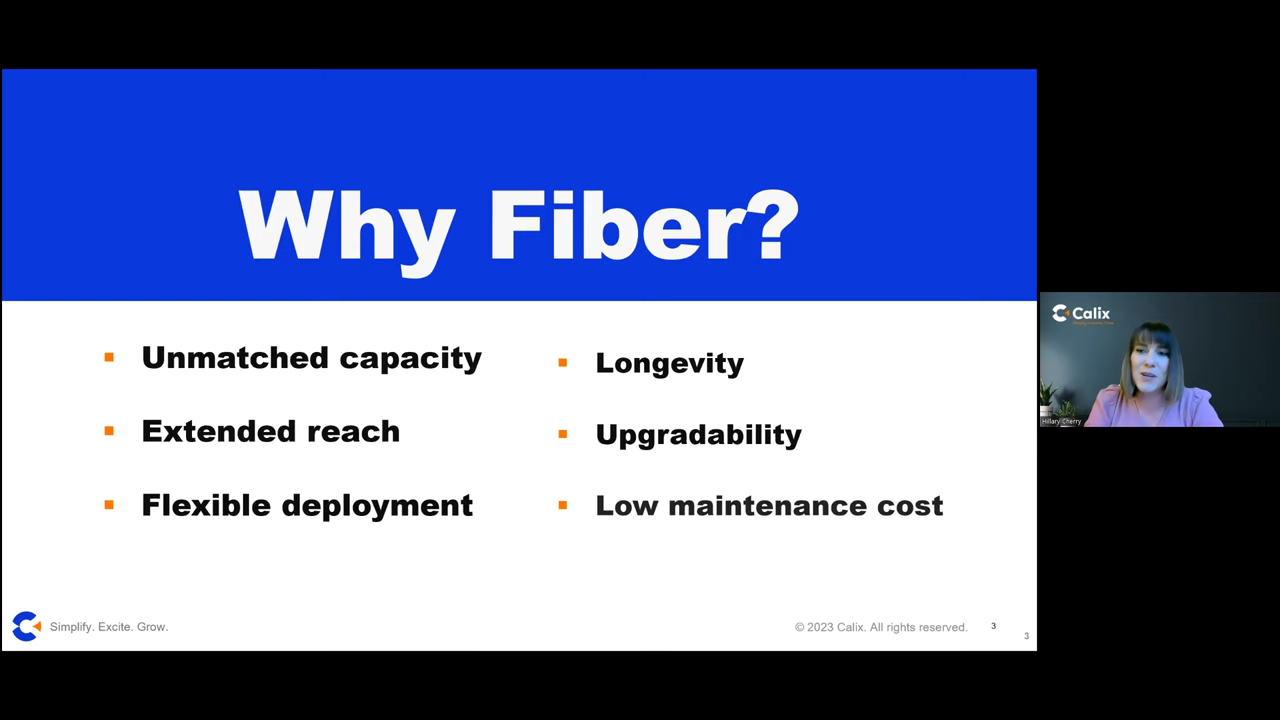 Why Fiber?
Unmatched capacity
Extended reach
Flexible deployment
Longevity
Upgradability
Low maintenance cost
Simplify. Excite. Grow.
© 2023 Calix. All rights reserved.
3
3
Calix
Hillary Cherry